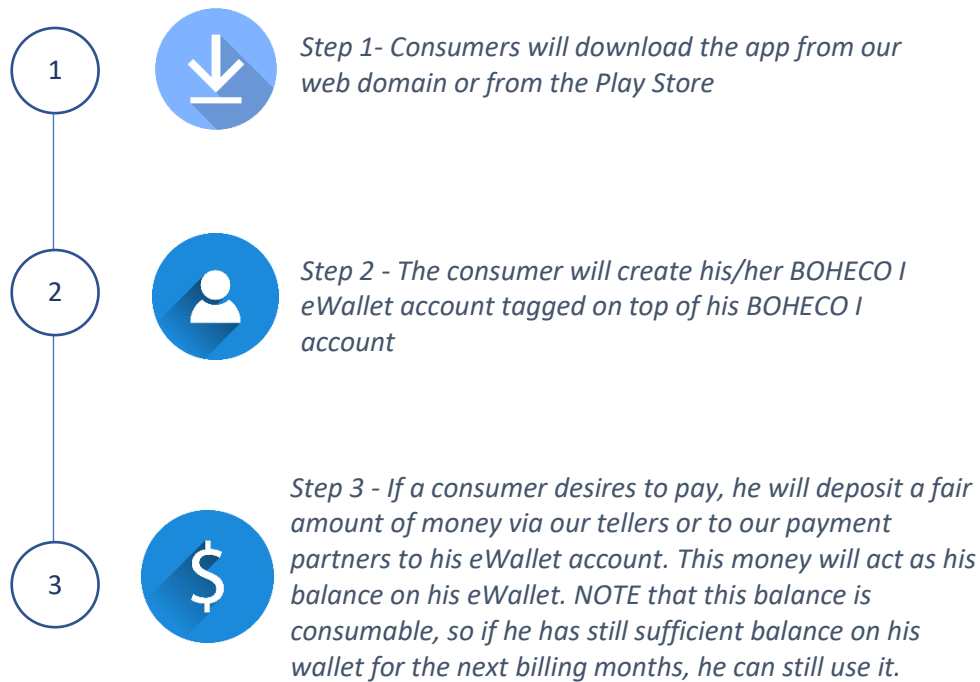 1
Step 1- Consumers will download the app from our
web domain or from the Play Store
2
Step 2 - The consumer will create his/her BOHECO I
eWallet account tagged on top of his BOHECO I
account
3
$
Step 3 - If a consumer desires to pay, he will deposit a fair
amount of money via our tellers or to our payment
partners to his eWallet account. This money will act as his
balance on his eWallet. NOTE that this balance is
consumable, so if he has still sufficient balance on his
wallet for the next billing months, he can still use it.